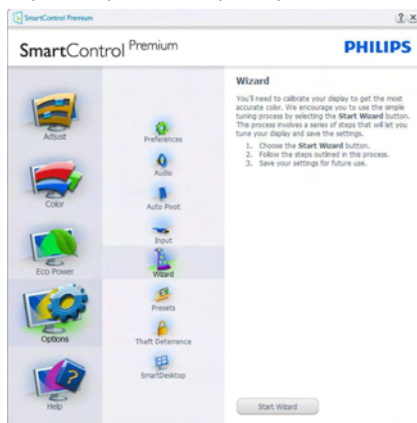 SmartControl Premium
SmartControl Premium
PHILIPS
Adjust
Color
Eco Power
Options
Help
Preferences
Audio
Auto Pivot
Input
Wizard
Presets
Theft Deterrence
SmartDesktop
Wizard
You'll need to calibrate your display to get the most
accurate color. We encourage you to use the simple
tuning process by selecting the Start Wizard button.
This process involves a series of steps that will let you
tune your display and save the settings.
1. Choose the Start Wizard button.
2. Follow the steps outlined in this process.
3. Save your settings for future use.
Start Wizard